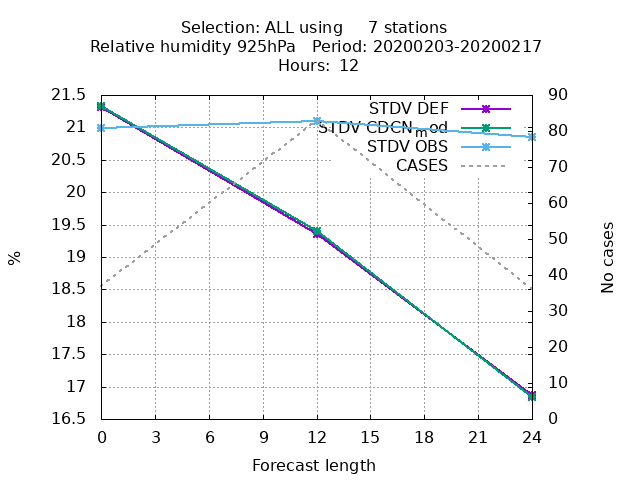 Selection: ALL using 7 stations
Relative humidity 925hPa Period: 20200203-20200217
Hours: 12
21.5
21
20.5
20
19.5
19
18.5
18
17.5
17
16.5
90
80
70
60
50
40
30
20
10
0
STDV DEF
STDV CDCNmod
STDV OBS
CASES
%
No cases
0 3 6 9 12 15 18 21 24
Forecast length